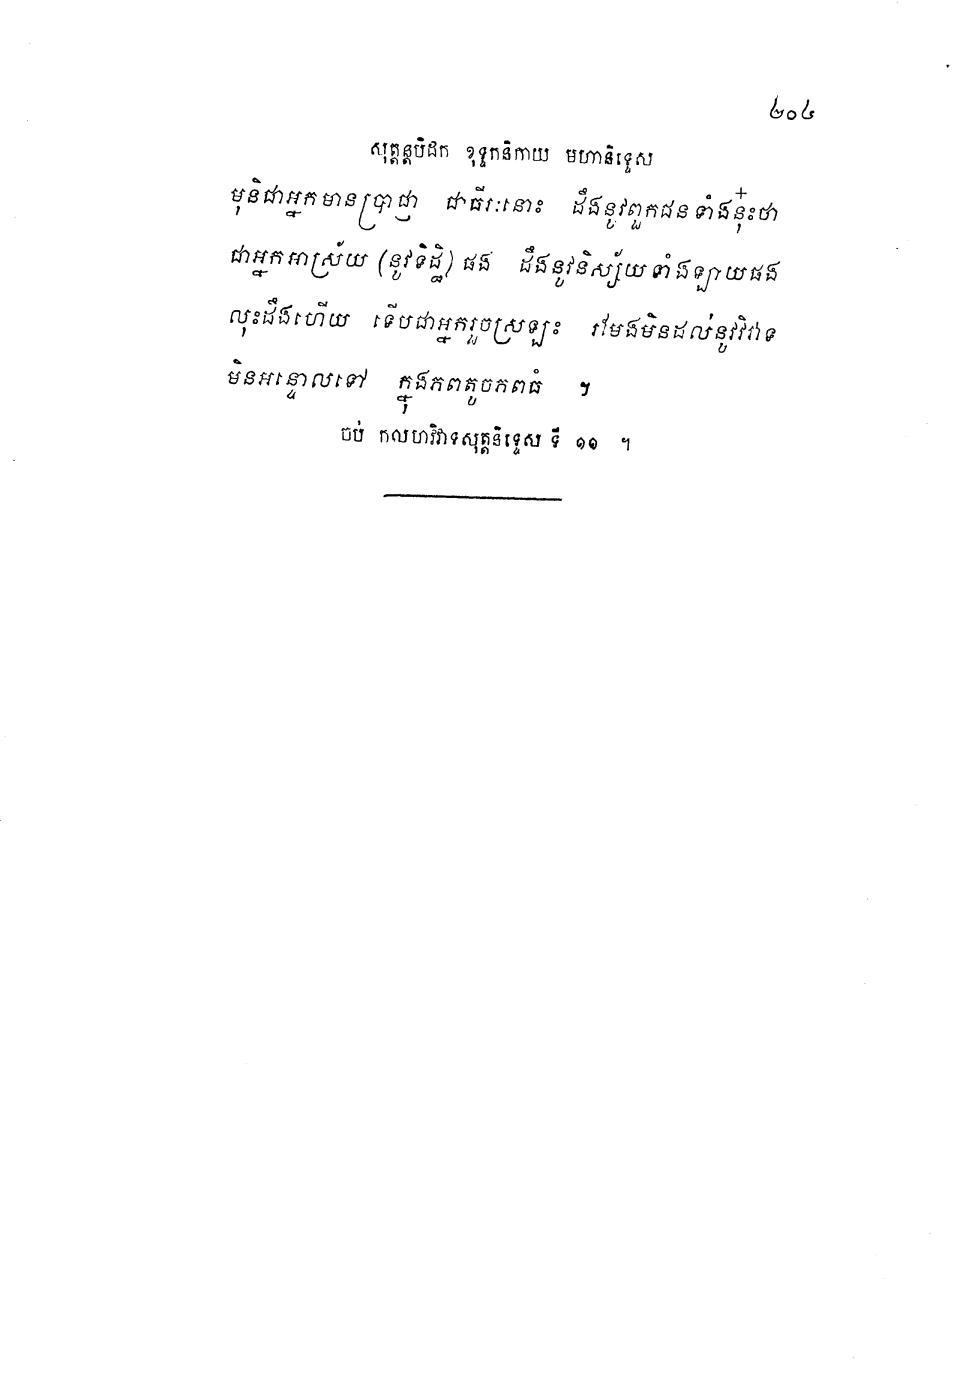 ២០៤
សុត្តន្តបិដក ខុទ្ទកនិកាយ មហានិទ្ទេស
មុនិជាអ្នកមានប្រាជ្ញា ជាធីរៈនោះ ដឹងនូវពួកជនទាំងនុ៎ះថា
ជាអ្នកអាស្រ័យ (នូវទិដ្ឋិ) ផង ដឹងនូវនិស្ស័យទាំងឡាយផង
លុះដឹងហើយ ទើបជាអ្នករួចស្រឡះ រមែងមិនដល់នូវវិវាទ
មិនអន្ទោលទៅ ក្នុងភពតូចភពធំ ។
ចប់ កលហវិវាទសុត្តនិទ្ទេស ទី ១១ ។